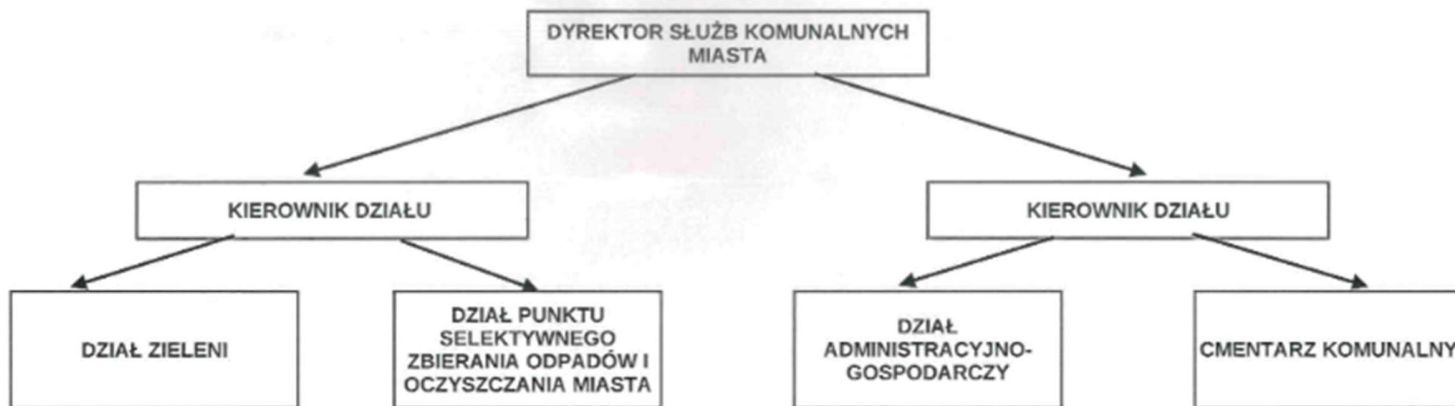 DYREKTOR SŁUŻB KOMUNALNYCH
MIASTA
KIEROWNIK DZIAŁU
KIEROWNIK DZIAŁU
DZIAŁ ZIELENI
DZIAŁ PUNKTU
SELEKTYWNEGO
ZBIERANIA ODPADÓW I
OCZYSZCZANIA MIASTA
DZIAŁ
ADMINISTRACYJNO-
GOSPODARCZY
CMENTARZ KOMUNALNY